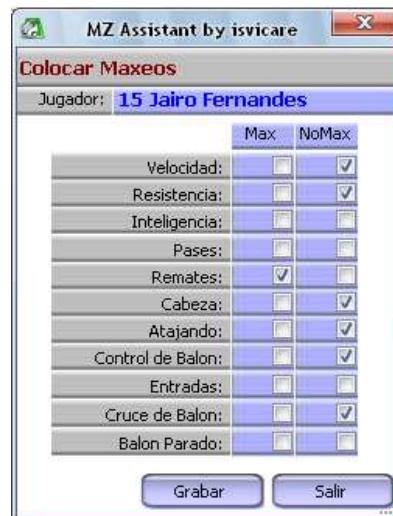 MZ Assistant by isvicare
Colocar Maxeos
Jugador: 15 Jairo Fernandes
Max NoMax
Velocidad:
Resistencia:
Inteligencia:
Pases:
Remates:
Cabeza:
Atajando:
Control de Balon:
Entradas:
Cruce de Balon:
Balon Parado:
Grabar Salir